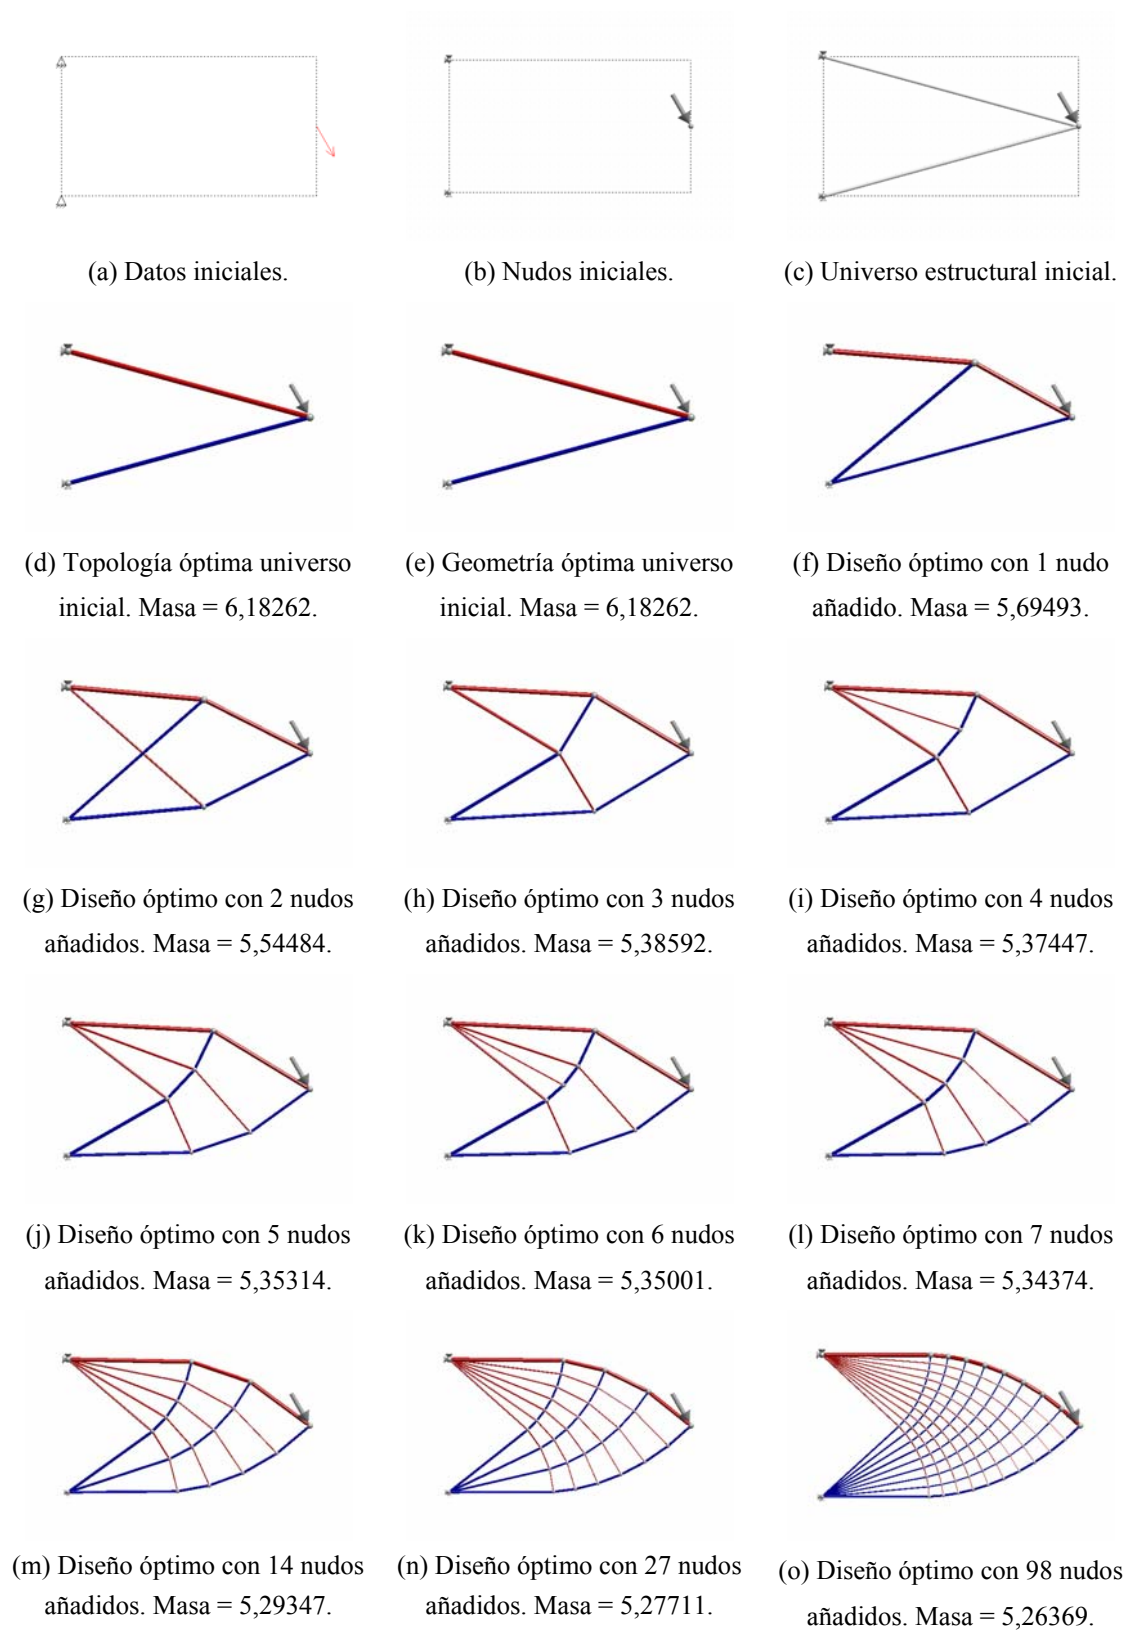 (a) Datos iniciales.
(b) Nudos iniciales.
(c) Universo estructural inicial.
(d) Topología óptima universo
inicial. Masa = 6,18262.
(e) Geometría óptima universo
inicial. Masa = 6,18262.
(f) Diseño óptimo con 1 nudo
añadido. Masa = 5,69493.
(g) Diseño óptimo con 2 nudos
añadidos. Masa = 5,54484.
(h) Diseño óptimo con 3 nudos
añadidos. Masa = 5,38592.
(i) Diseño óptimo con 4 nudos
añadidos. Masa = 5,37447.
(j) Diseño óptimo con 5 nudos
añadidos. Masa = 5,35314.
(k) Diseño óptimo con 6 nudos
añadidos. Masa = 5,35001.
(l) Diseño óptimo con 7 nudos
añadidos. Masa = 5,34374.
(m) Diseño óptimo con 14 nudos
añadidos. Masa = 5,29347.
(n) Diseño óptimo con 27 nudos
añadidos. Masa = 5,27711.
(o) Diseño óptimo con 98 nudos
añadidos. Masa = 5,26369.